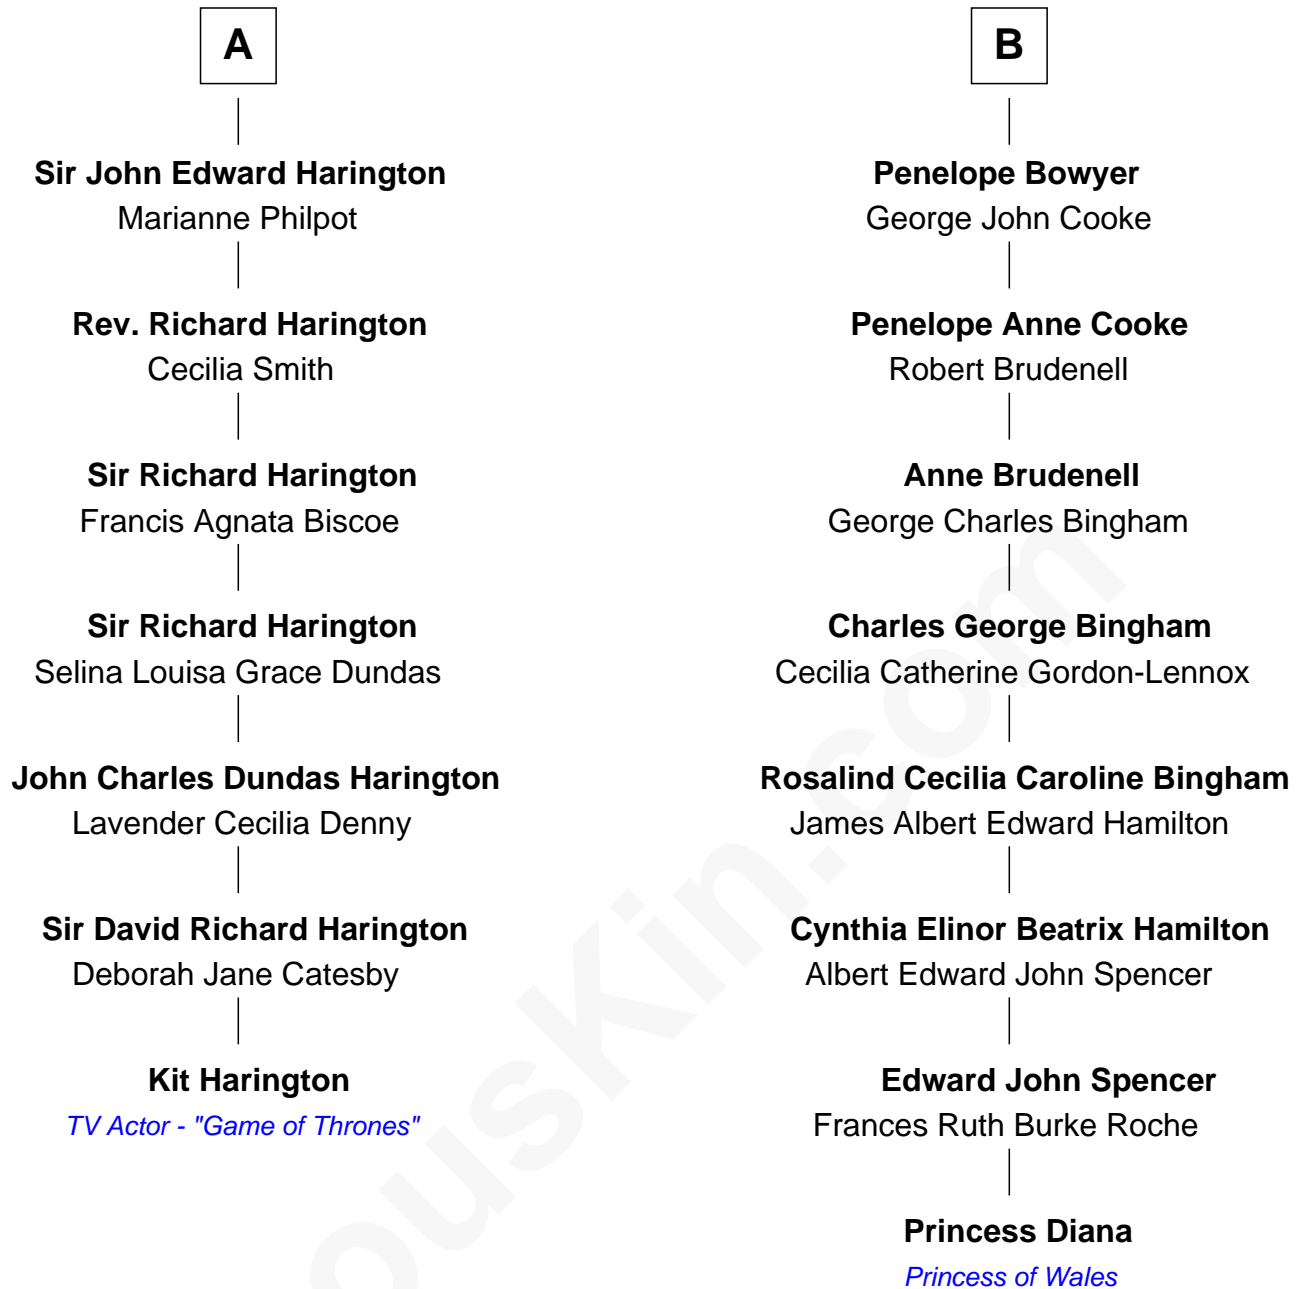 A
Sir John Edward Harington
Marianne Philpot
Rev. Richard Harington
Cecilia Smith
Sir Richard Harington
Francis Agnata Biscoe
Sir Richard Harington
Selina Louisa Grace Dundas
John Charles Dundas Harington
Lavender Cecilia Denny
Sir David Richard Harington
Deborah Jane Catesby
Kit Harington
TV Actor - "Game of Thrones"
B
Penelope Bowyer
George John Cooke
Penelope Anne Cooke
Robert Brudenell
Anne Brudenell
George Charles Bingham
Charles George Bingham
Cecilia Catherine Gordon-Lennox
Rosalind Cecilia Caroline Bingham
James Albert Edward Hamilton
Cynthia Elinor Beatrix Hamilton
Albert Edward John Spencer
Edward John Spencer
Frances Ruth Burke Roche
Princess Diana
Princess of Wales
ousKin.com